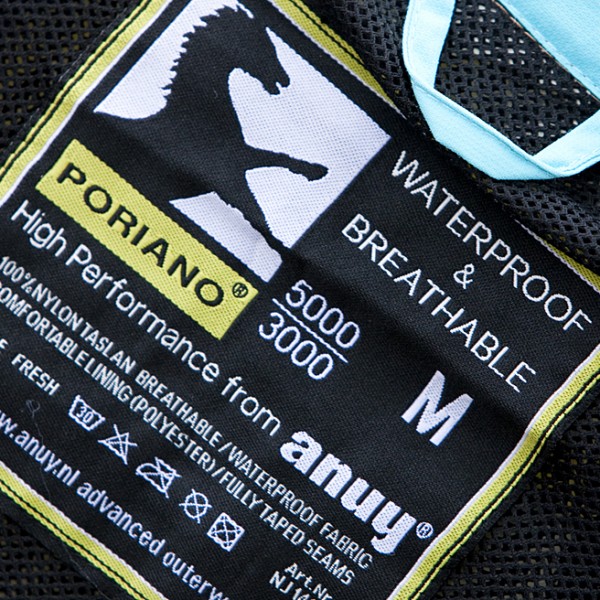 PORIANO®
High Performance from
anuy®
5000
3000
WATERPROOF
&
BREATHABLE
M
100% NYLON TASLAN BREATHABLE / WATERPROOF FABRIC
COMFORTABLE LINING (POLYESTER) / FULLY TAPED SEAMS
FRESH
Art.Nr
30
www.anuy.nl advanced